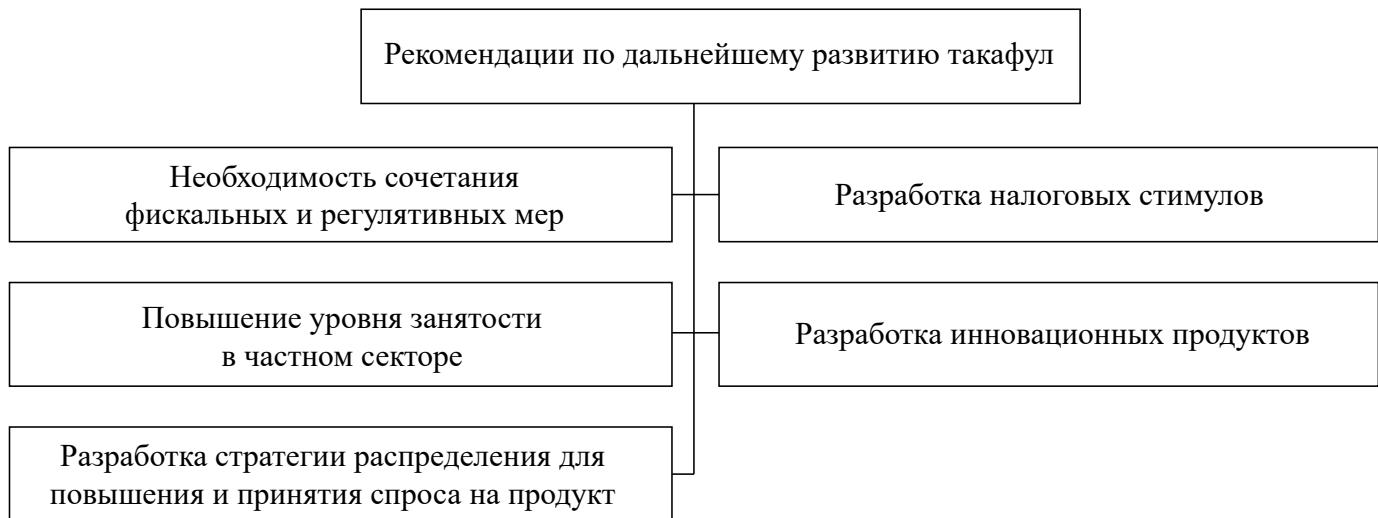 Рекомендации по дальнейшему развитию такафул
Необходимость сочетания
фискальных и регулятивных мер
Разработка налоговых стимулов
Повышение уровня занятости
в частном секторе
Разработка инновационных продуктов
Разработка стратегии распределения для
повышения и принятия спроса на продукт